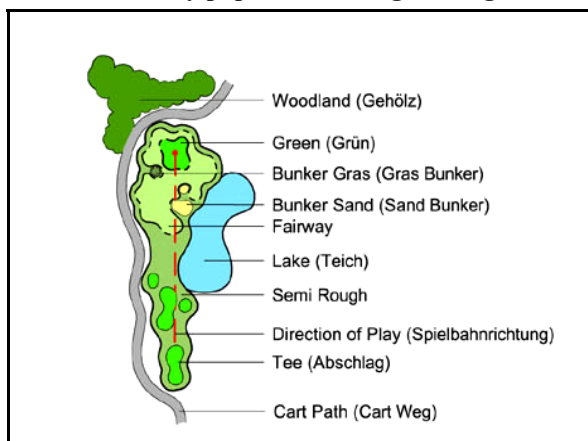 Woodland (Gehölz)
Green (Grün)
Bunker Gras (Gras Bunker)
Bunker Sand (Sand Bunker)
Fairway
Lake (Teich)
Semi Rough
Direction of Play (Spielbahnrichtung)
Tee (Abschlag)
Cart Path (Cart Weg)